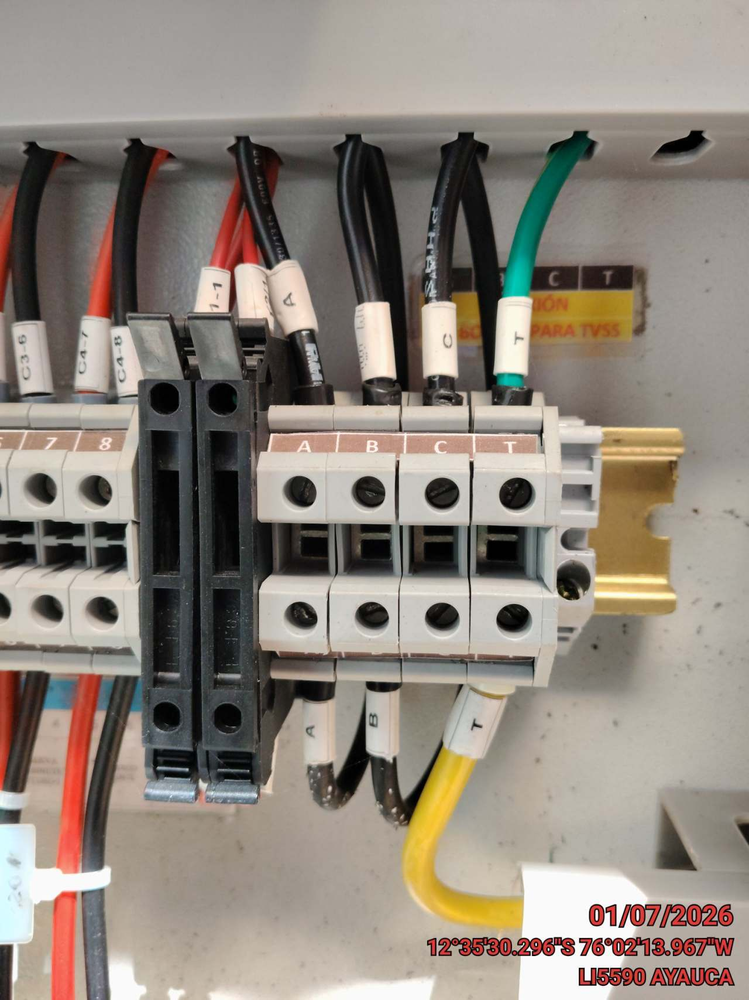 C3-6
C4-7
C4-8
1-1
A
C
T
C T
IÓN
PARA TVSS
7 8
A B C T
A
B
T
01/07/2026
12°35'30.296"S 76°02'13.967"W
LI5590 AYAUCA